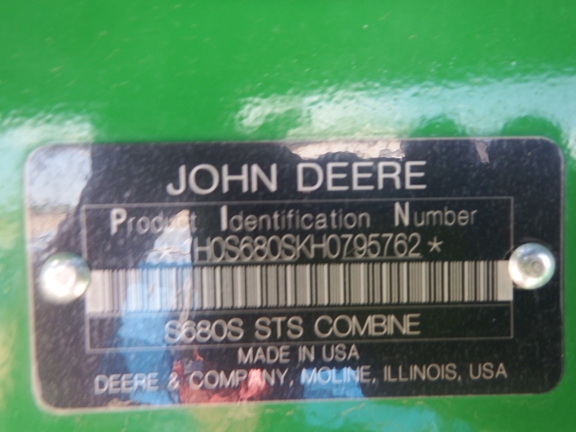 JOHN DEERE
Product Identification Number
H0S680SKH0795762*
S680S STS COMBINE
MADE IN USA
DEERE & COMPANY, MOLINE, ILLINOIS, USA